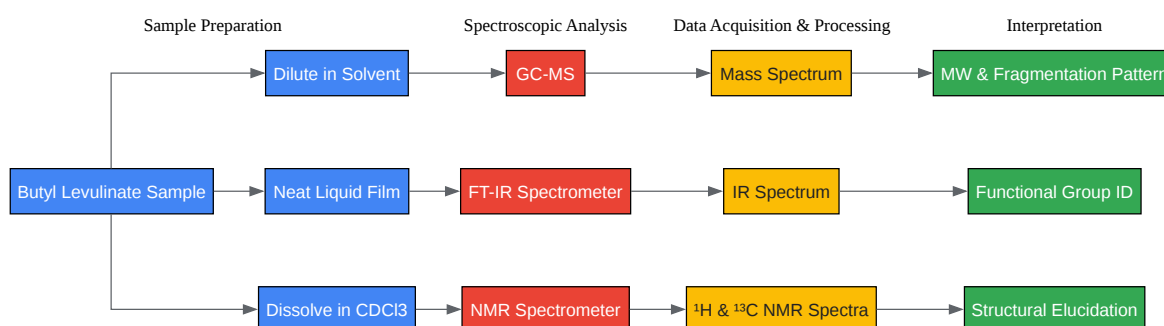 Sample Preparation
Spectroscopic Analysis
Data Acquisition & Processing
Interpretation
Dilute in Solvent
GC-MS
Mass Spectrum
MW & Fragmentation Pattern
Butyl Levulinate Sample
Neat Liquid Film
FT-IR Spectrometer
IR Spectrum
Functional Group ID
Dissolve in CDCl3
NMR Spectrometer
¹H & ¹³C NMR Spectra
Structural Elucidation